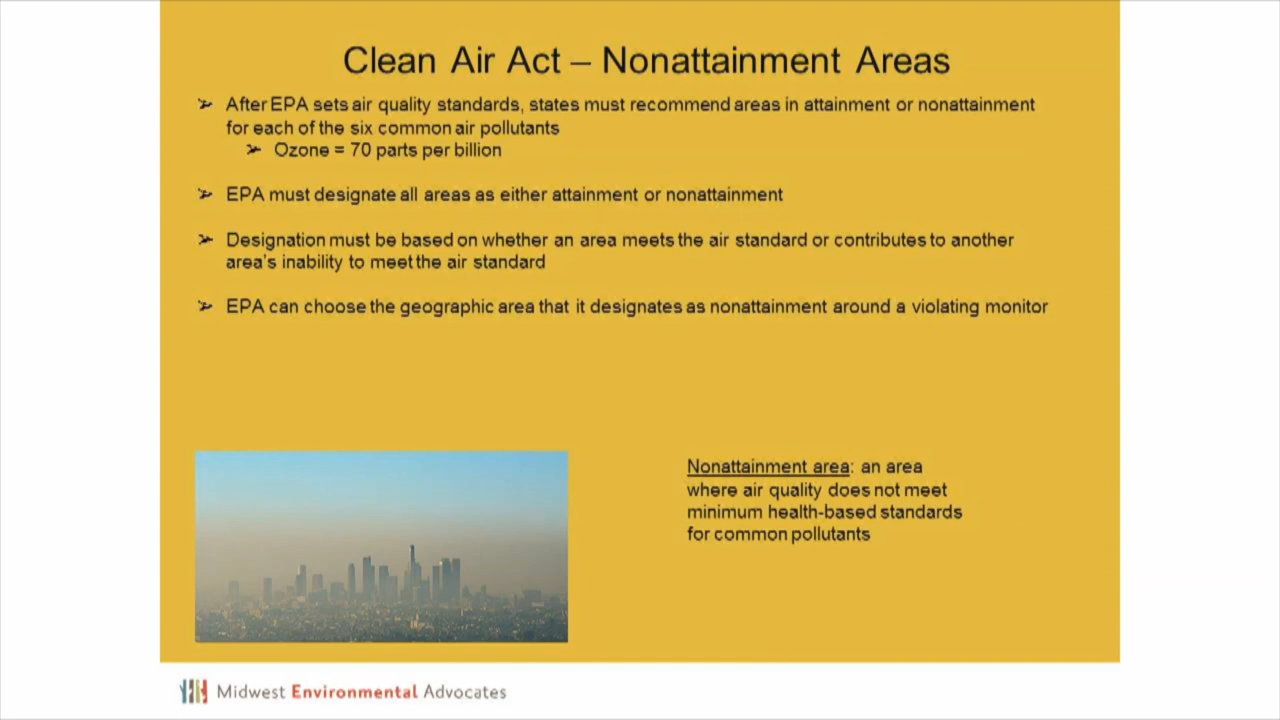 Clean Air Act – Nonattainment Areas
➢ After EPA sets air quality standards, states must recommend areas in attainment or nonattainment
for each of the six common air pollutants
➢ Ozone = 70 parts per billion
➢ EPA must designate all areas as either attainment or nonattainment
➢ Designation must be based on whether an area meets the air standard or contributes to another
area's inability to meet the air standard
➢ EPA can choose the geographic area that it designates as nonattainment around a violating monitor
Nonattainment area: an area
where air quality does not meet
minimum health-based standards
for common pollutants
Midwest Environmental Advocates